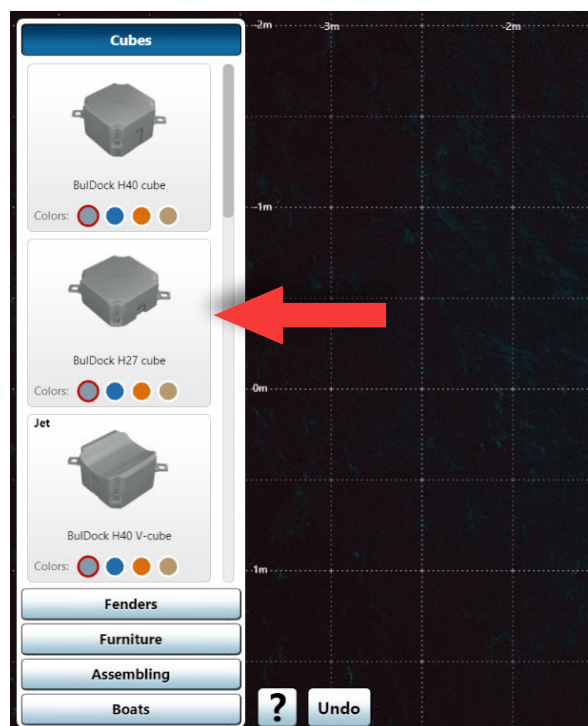 Cubes
BulDock H40 cube
Colors:
BulDock H27 cube
Colors:
Jet
BulDock H40 V-cube
Colors:
Fenders
Furniture
Assembling
Boats
-2m
-3m
-2m
-1m
0m
1m
?
Undo